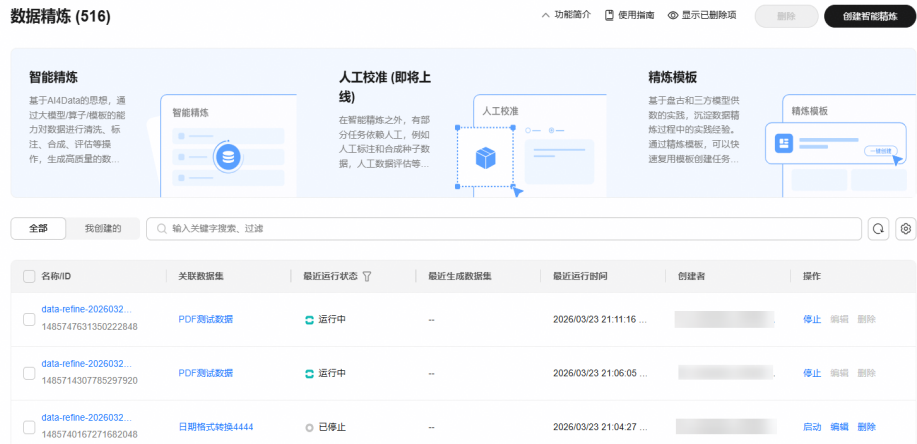 数据精炼 (516)
功能简介 使用指南 显示已删除项 删除 创建智能精炼
智能精炼
基于AI4Data的思想，通
过大模型/算子/模板的能
力对数据进行清洗、标
注、合成、评估等操
作，生成高质量的数...
智能精炼
人工校准 (即将上
线)
在智能精炼之外，有部
分任务依赖人工，例如
人工标注和合成种子数
据，人工数据评估等...
人工校准
精炼模板
基于盘古和三方模型供
数的实践，沉淀数据精
炼过程中的实践经验。
通过精炼模板，可以快
速复用模板创建任务...
精炼模板
一键创建
全部 我创建的 输入关键字搜索、过滤
名称/ID 关联数据集 最近运行状态 最近生成数据集 最近运行时间 创建者 操作
data-refine-2026032...
1485747631350222848
PDF测试数据 运行中 -- 2026/03/23 21:11:16 ... 停止 编辑 删除
data-refine-2026032...
1485714307785297920
PDF测试数据 运行中 -- 2026/03/23 21:06:05 ... 停止 编辑 删除
data-refine-2026032...
1485740167271682048
日期格式转换4444 已停止 -- 2026/03/23 21:04:27 ... 启动 编辑 删除